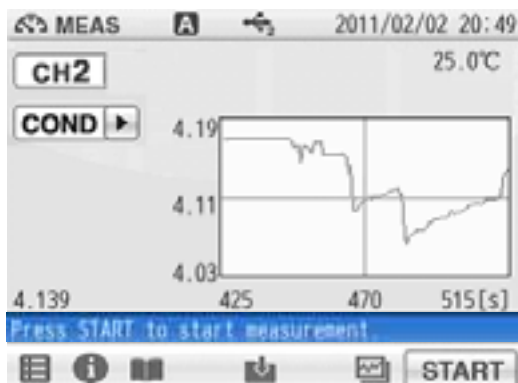 MEAS A 2 2011/02/02 20:49
CH2 25.0℃
COND
4.19
4.11
4.03
4.139 425 470 515[s]
Press START to start measurement.
START